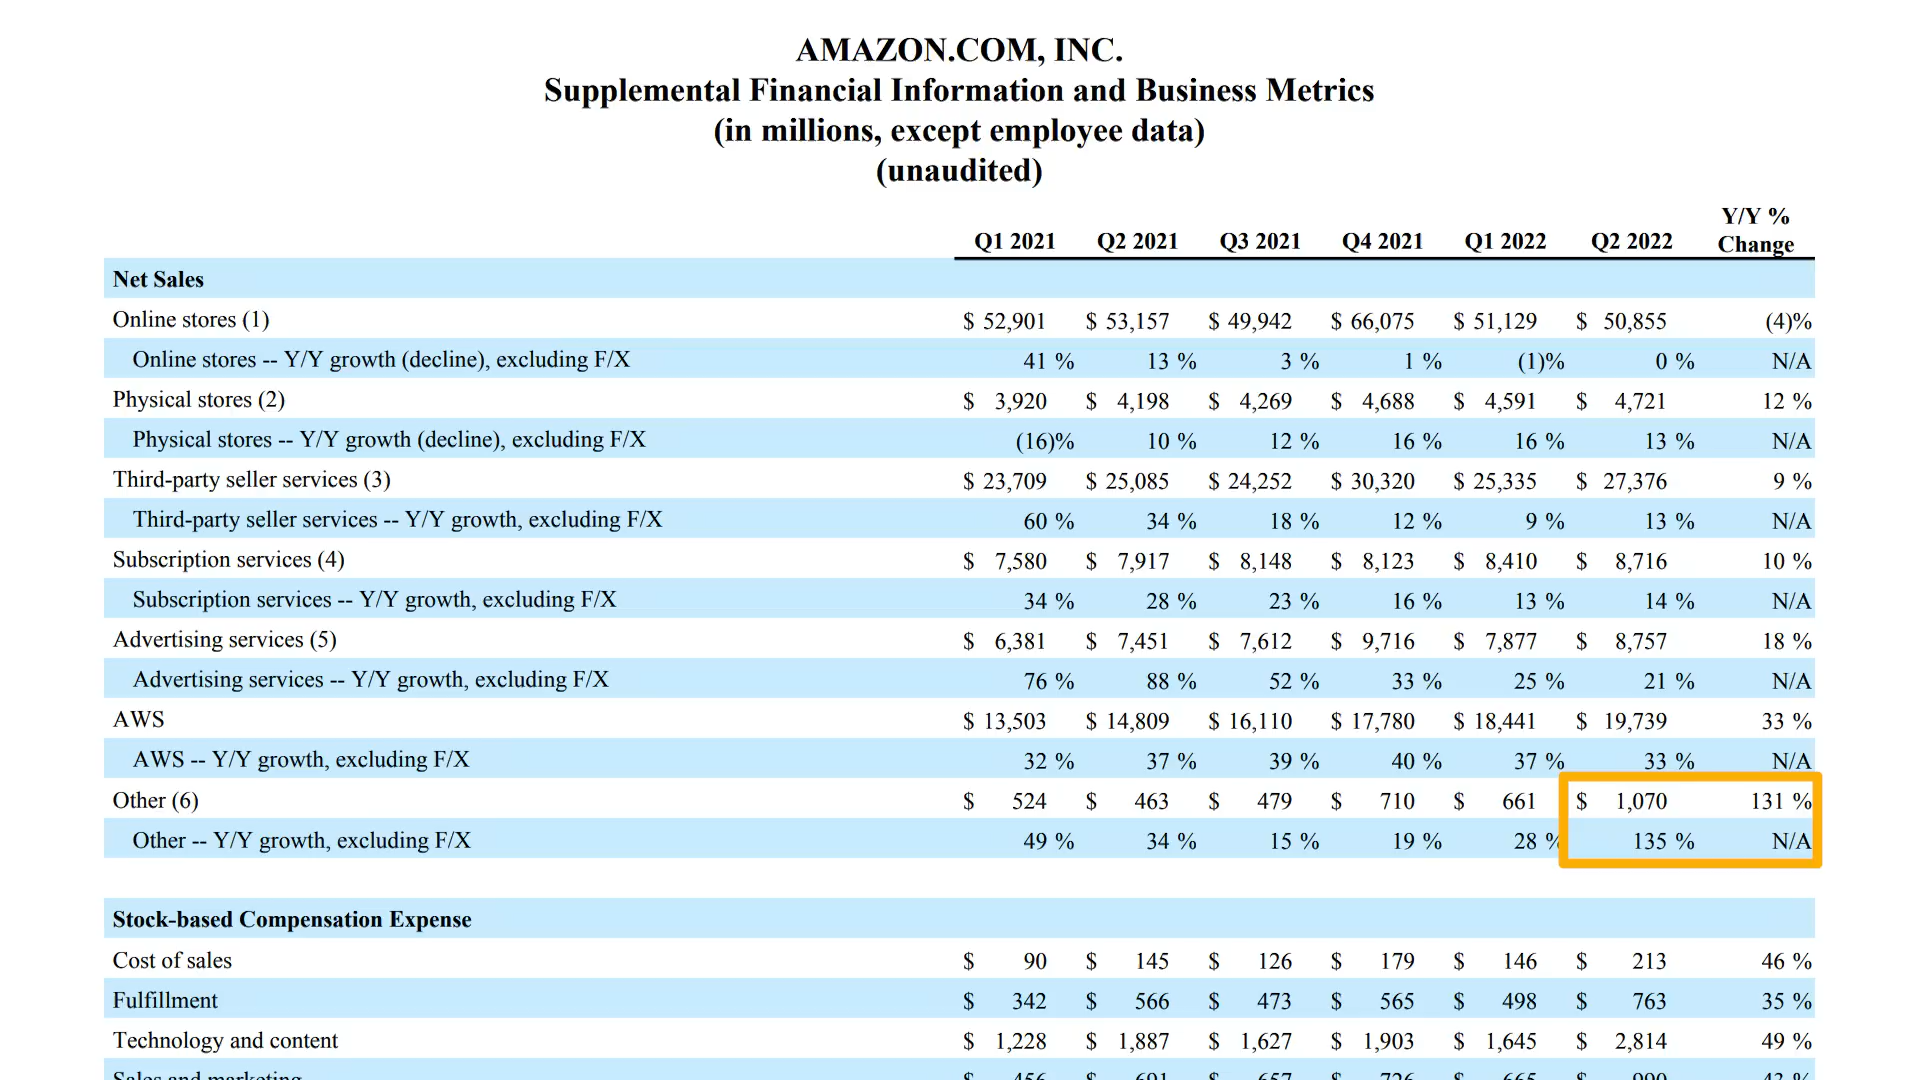 AMAZON.COM, INC.
Supplemental Financial Information and Business Metrics
(in millions, except employee data)
(unaudited)
Y/Y %
Q1 2021 Q2 2021 Q3 2021 Q4 2021 Q1 2022 Q2 2022 Change
Net Sales
Online stores (1) $ 52,901 $ 53,157 $ 49,942 $ 66,075 $ 51,129 $ 50,855 (4)%
Online stores -- Y/Y growth (decline), excluding F/X 41 % 13 % 3 % 1 % (1)% 0 % N/A
Physical stores (2) $ 3,920 $ 4,198 $ 4,269 $ 4,688 $ 4,591 $ 4,721 12 %
Physical stores -- Y/Y growth (decline), excluding F/X (16)% 10 % 12 % 16 % 16 % 13 % N/A
Third-party seller services (3) $ 23,709 $ 25,085 $ 24,252 $ 30,320 $ 25,335 $ 27,376 9 %
Third-party seller services -- Y/Y growth, excluding F/X 60 % 34 % 18 % 12 % 9 % 13 % N/A
Subscription services (4) $ 7,580 $ 7,917 $ 8,148 $ 8,123 $ 8,410 $ 8,716 10 %
Subscription services -- Y/Y growth, excluding F/X 34 % 28 % 23 % 16 % 13 % 14 % N/A
Advertising services (5) $ 6,381 $ 7,451 $ 7,612 $ 9,716 $ 7,877 $ 8,757 18 %
Advertising services -- Y/Y growth, excluding F/X 76 % 88 % 52 % 33 % 25 % 21 % N/A
AWS $ 13,503 $ 14,809 $ 16,110 $ 17,780 $ 18,441 $ 19,739 33 %
AWS -- Y/Y growth, excluding F/X 32 % 37 % 39 % 40 % 37 % 33 % N/A
Other (6) $ 524 $ 463 $ 479 $ 710 $ 661 $ 1,070 131 %
Other -- Y/Y growth, excluding F/X 49 % 34 % 15 % 19 % 28 % 135 % N/A
Stock-based Compensation Expense
Cost of sales $ 90 $ 145 $ 126 $ 179 $ 146 $ 213 46 %
Fulfillment $ 342 $ 566 $ 473 $ 565 $ 498 $ 763 35 %
Technology and content $ 1,228 $ 1,887 $ 1,627 $ 1,903 $ 1,645 $ 2,814 49 %
Sales and marketing